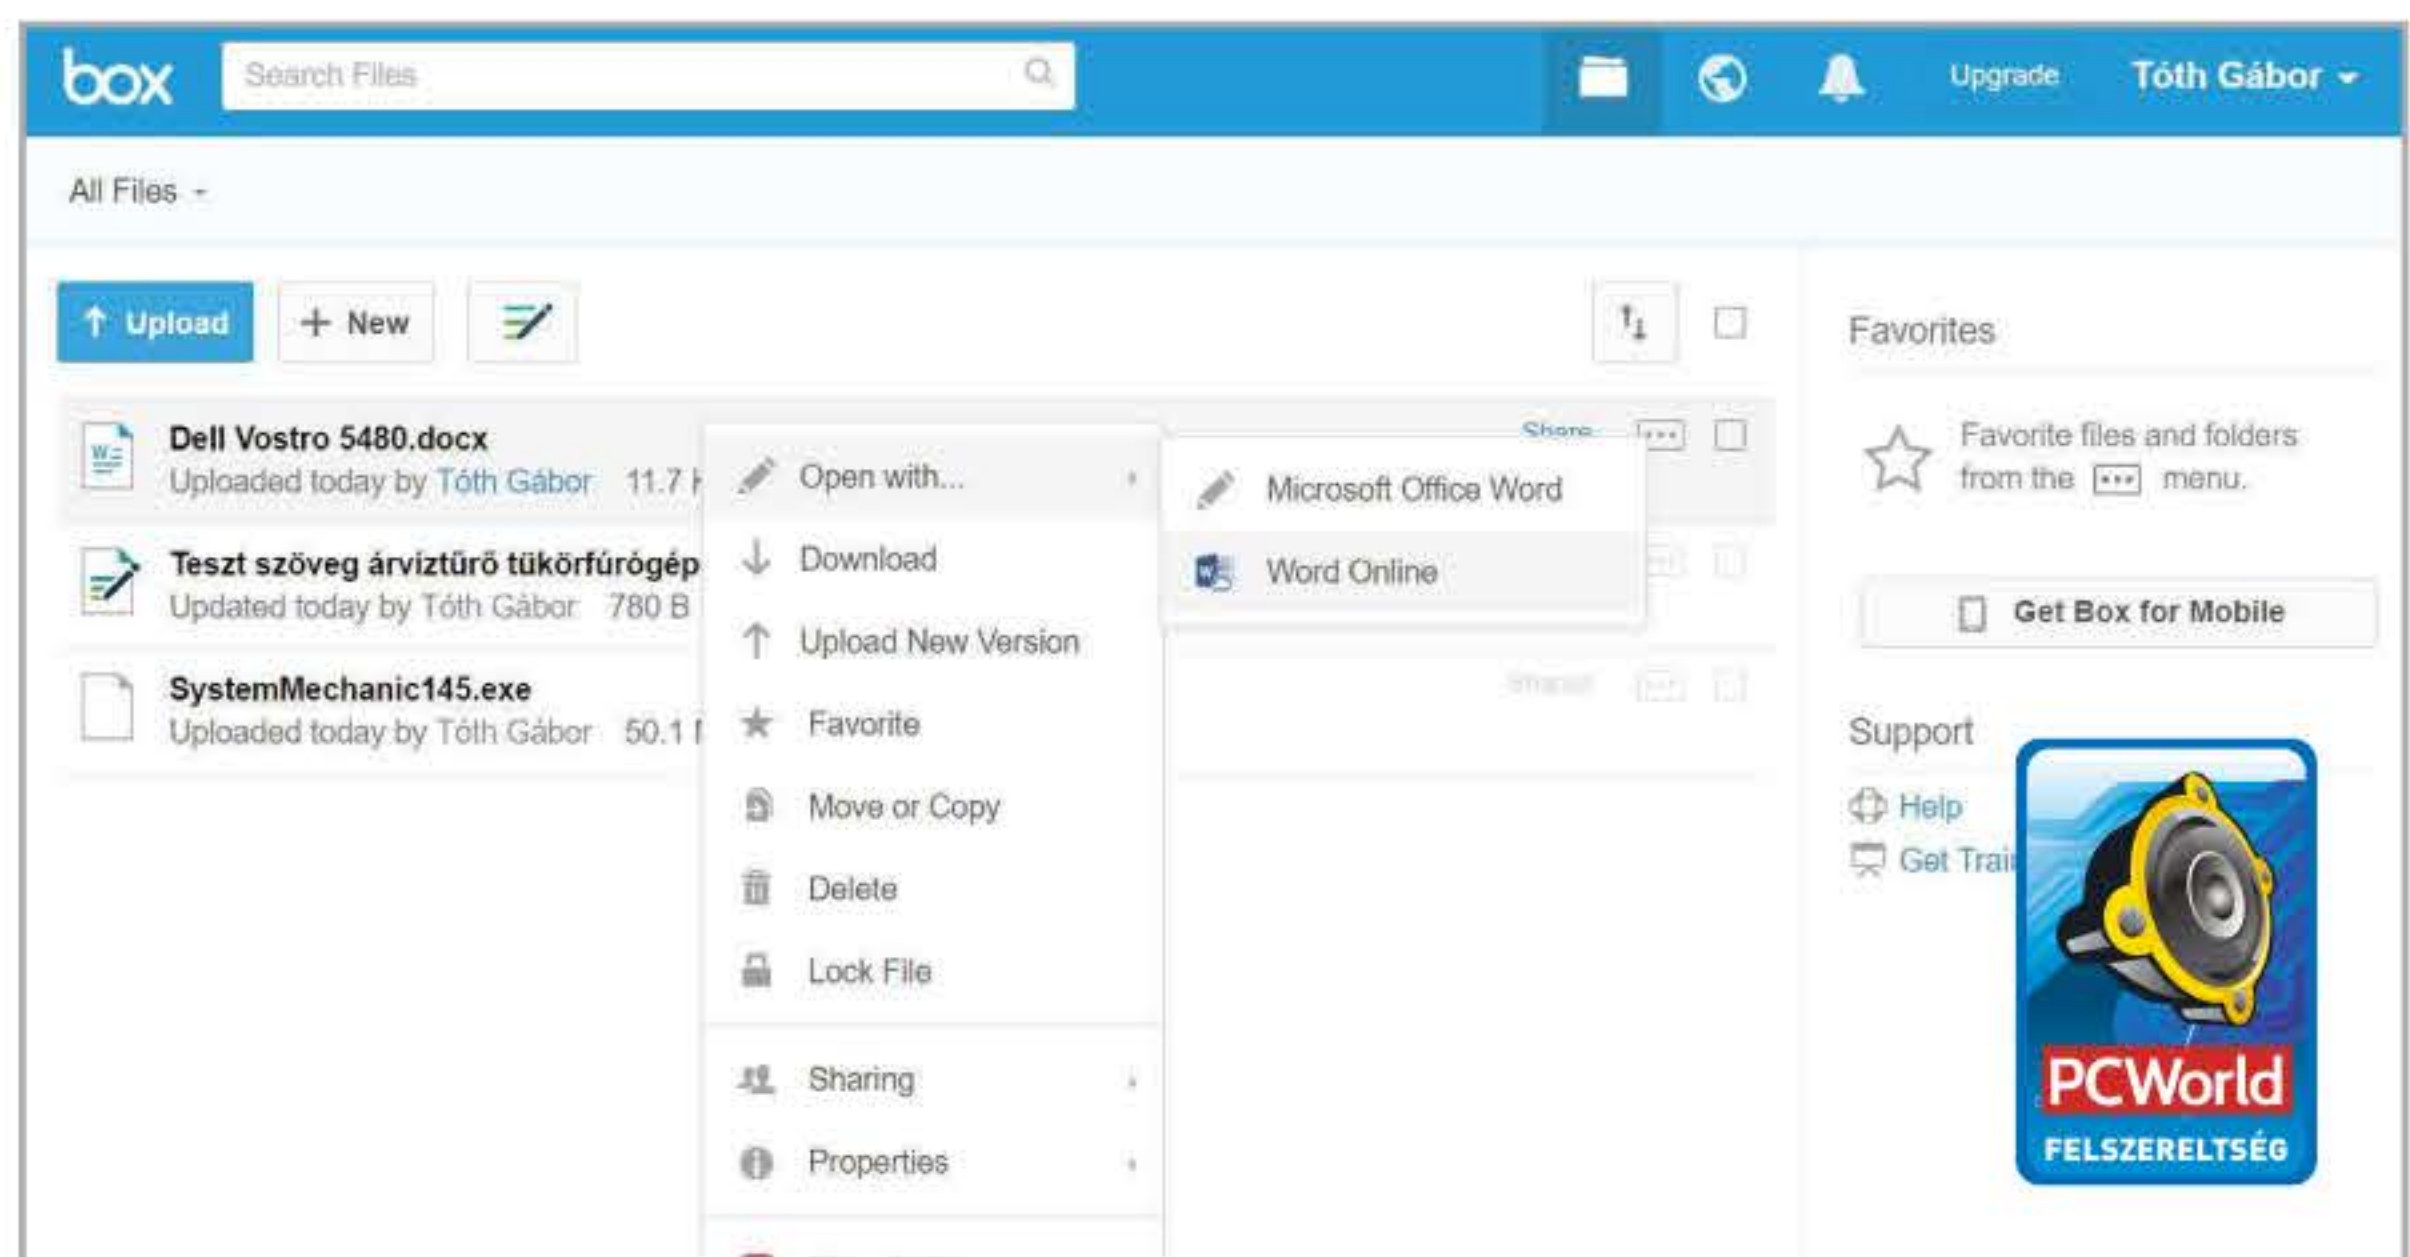 box
Search Files
Upgrade
Tóth Gábor
All Files
Upload
New
Favorites
Dell Vostro 5480.docx
Share
Uploaded today by Tóth Gábor 11.7
Open with...
Microsoft Office Word
Favorite files and folders
from the ••• menu.
Teszt szöveg árvíztűrő tükörfúrógép
Download
Word Online
Updated today by Tóth Gábor 780 B
Get Box for Mobile
Upload New Version
SystemMechanic145.exe
Uploaded today by Tóth Gábor 50.1
Favorite
Support
Move or Copy
Help
Delete
Get Trai
Lock File
Sharing
Properties
PCWorld
FELSZERELTSÉG